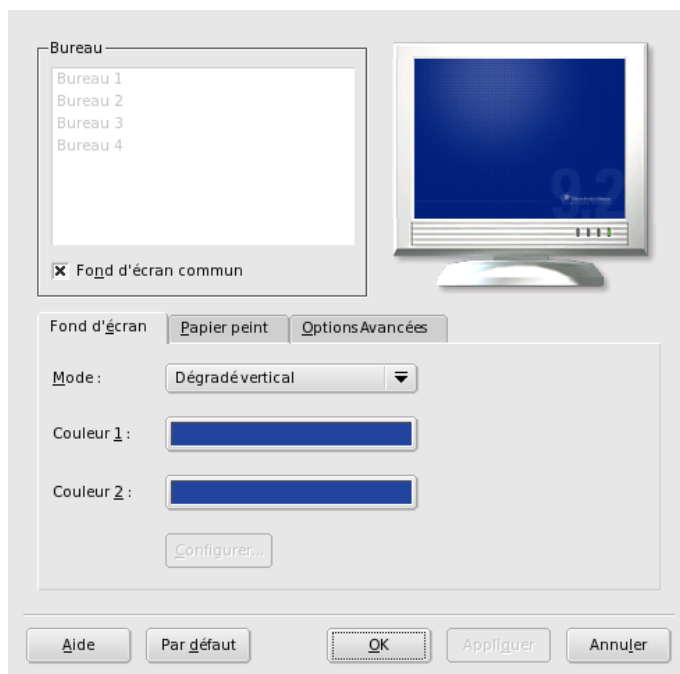 Bureau
Bureau 1
Bureau 2
Bureau 3
Bureau 4
Fond d'écran commun
9.2
Fond d'écran
Papier peint
Options Avancées
Mode :
Dégradé vertical
Couleur 1 :
Couleur 2 :
Configurer...
Aide
Par défaut
OK
Appliquer
Annuler